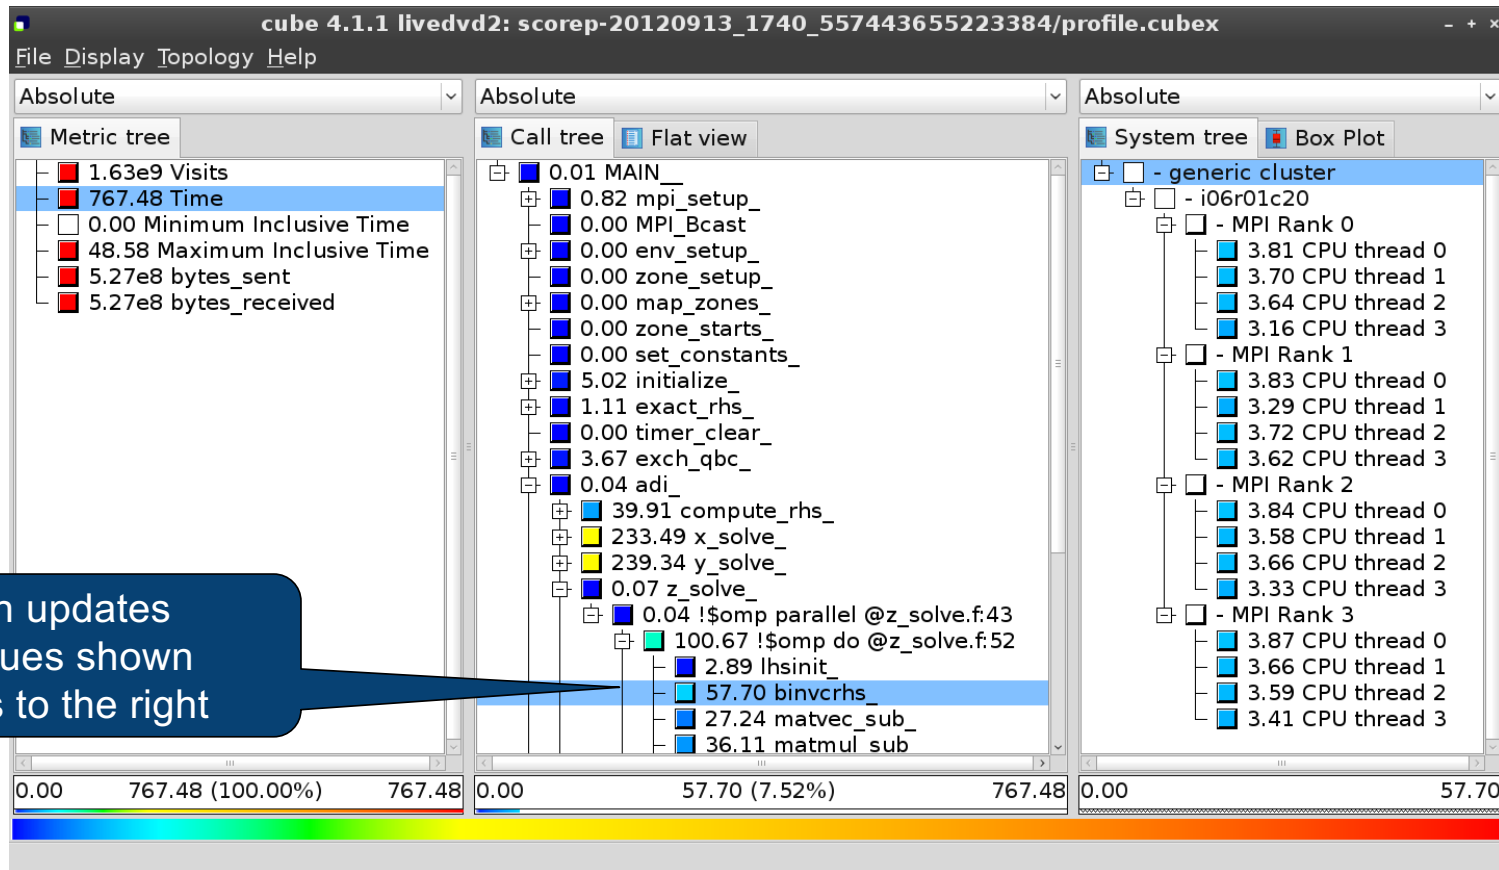 cube 4.1.1 livedvd2: scorep-20120913_1740_557443655223384/profile.cubex
File Display Topology Help
Absolute
Metric tree
1.63e9 Visits
767.48 Time
0.00 Minimum Inclusive Time
48.58 Maximum Inclusive Time
5.27e8 bytes_sent
5.27e8 bytes_received
updates
shown
to the right
0.00 767.48 (100.00%) 767.48
Absolute
Call tree Flat view
0.01 MAIN__
0.82 mpi_setup_
0.00 MPI_Bcast
0.00 env_setup_
0.00 zone_setup_
0.00 map_zones_
0.00 zone_starts_
0.00 set_constants_
5.02 initialize_
1.11 exact_rhs_
0.00 timer_clear_
3.67 exch_qbc_
0.04 adi_
39.91 compute_rhs_
233.49 x_solve_
239.34 y_solve_
0.07 z_solve_
0.04 !$omp parallel @z_solve.f:43
100.67 !$omp do @z_solve.f:52
2.89 lhsinit_
57.70 binvcrhs_
27.24 matvec_sub_
36.11 matmul_sub
0.00 57.70 (7.52%) 767.48
Absolute
System tree Box Plot
- generic cluster
- i06r01c20
- MPI Rank 0
3.81 CPU thread 0
3.70 CPU thread 1
3.64 CPU thread 2
3.16 CPU thread 3
- MPI Rank 1
3.83 CPU thread 0
3.29 CPU thread 1
3.72 CPU thread 2
3.62 CPU thread 3
- MPI Rank 2
3.84 CPU thread 0
3.58 CPU thread 1
3.66 CPU thread 2
3.33 CPU thread 3
- MPI Rank 3
3.87 CPU thread 0
3.66 CPU thread 1
3.59 CPU thread 2
3.41 CPU thread 3
0.00 57.70